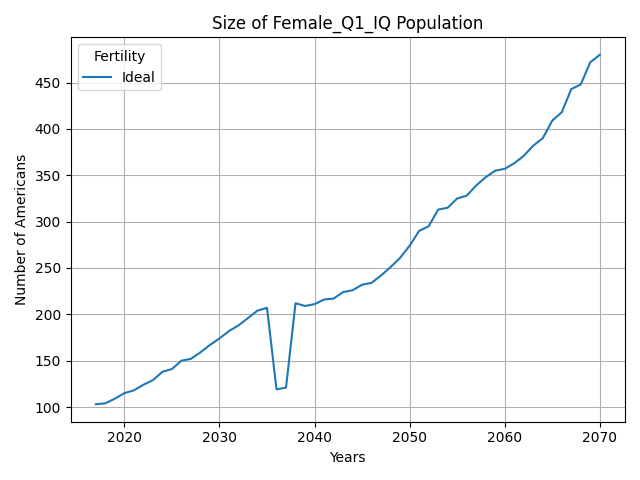 Size of Female_Q1_IQ Population
Fertility
Ideal
Number of Americans
450
400
350
300
250
200
150
100
2020 2030 2040 2050 2060 2070
Years